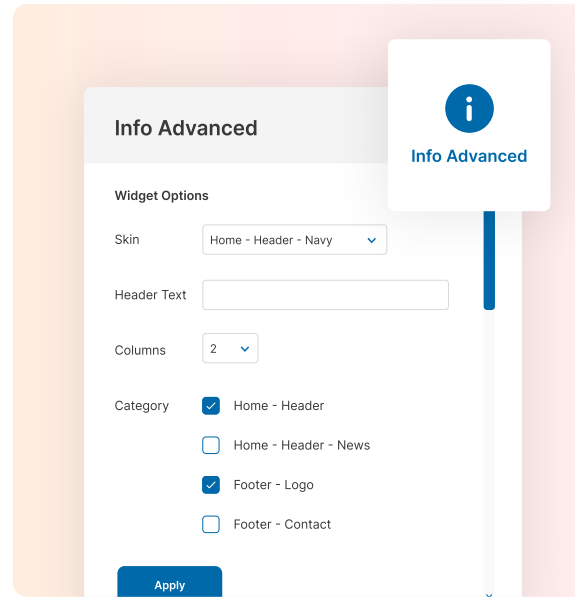 Info Advanced
Info Advanced
Widget Options
Skin
Home - Header - Navy
Header Text
Columns
2
Category
Home - Header
Home - Header - News
Footer - Logo
Footer - Contact
Apply